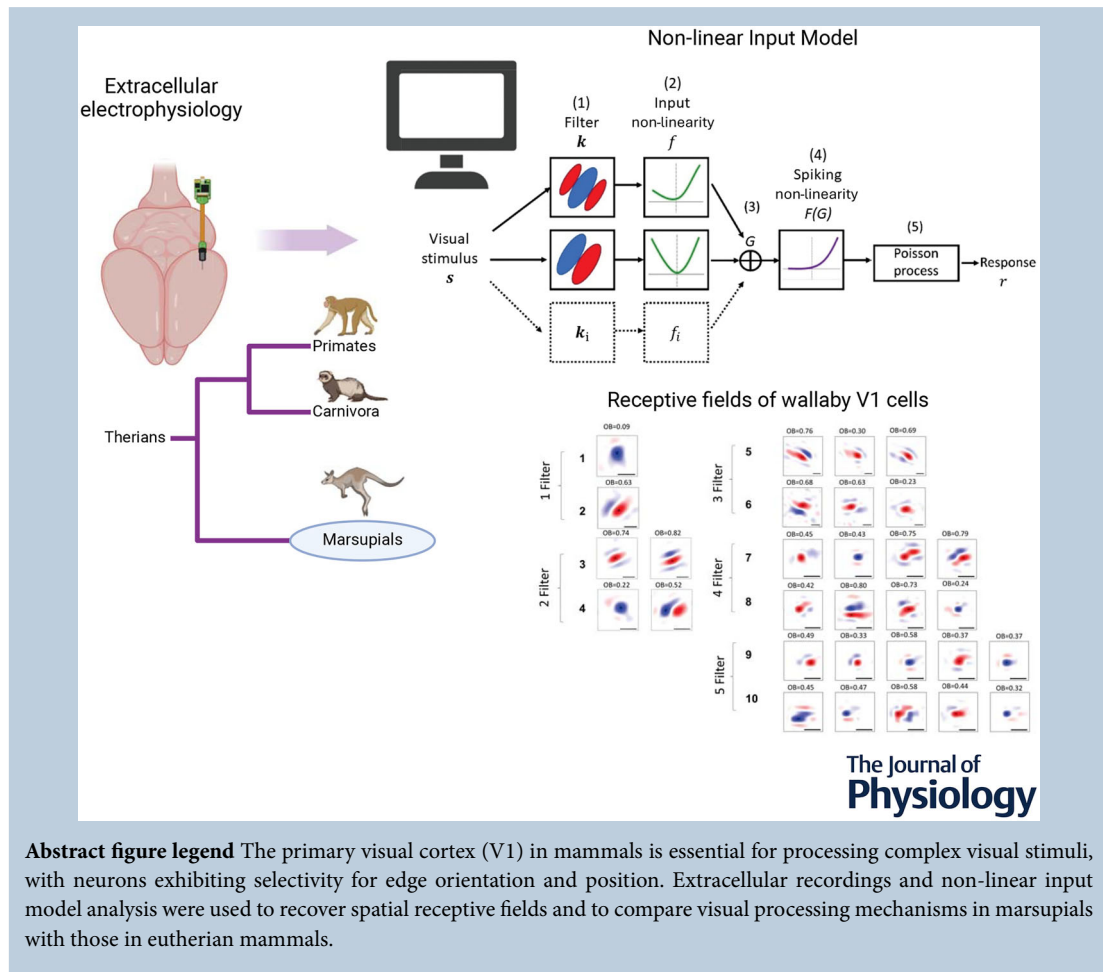 Non-linear Input Model
Extracellular
electrophysiology
(1)
Filter
k
(2)
Input
non-linearity
f
(3)
G
(4)
Spiking
non-linearity
F(G)
(5)
Poisson
process
Response
r
Visual
stimulus
s
kᵢ
fᵢ
Therians
Primates
Carnivora
Marsupials
Receptive fields of wallaby V1 cells
1 Filter
1
OB=0.09
2
OB=0.63
2 Filter
3
OB=0.74 OB=0.82
4
OB=0.22 OB=0.52
3 Filter
5
OB=0.76 OB=0.30 OB=0.69
6
OB=0.68 OB=0.63 OB=0.23
4 Filter
7
OB=0.45 OB=0.43 OB=0.75 OB=0.79
8
OB=0.42 OB=0.80 OB=0.73 OB=0.24
5 Filter
9
OB=0.49 OB=0.33 OB=0.58 OB=0.37 OB=0.37
10
OB=0.45 OB=0.47 OB=0.58 OB=0.44 OB=0.32
The Journal of
Physiology
Abstract figure legend The primary visual cortex (V1) in mammals is essential for processing complex visual stimuli,
with neurons exhibiting selectivity for edge orientation and position. Extracellular recordings and non-linear input
model analysis were used to recover spatial receptive fields and to compare visual processing mechanisms in marsupials
with those in eutherian mammals.